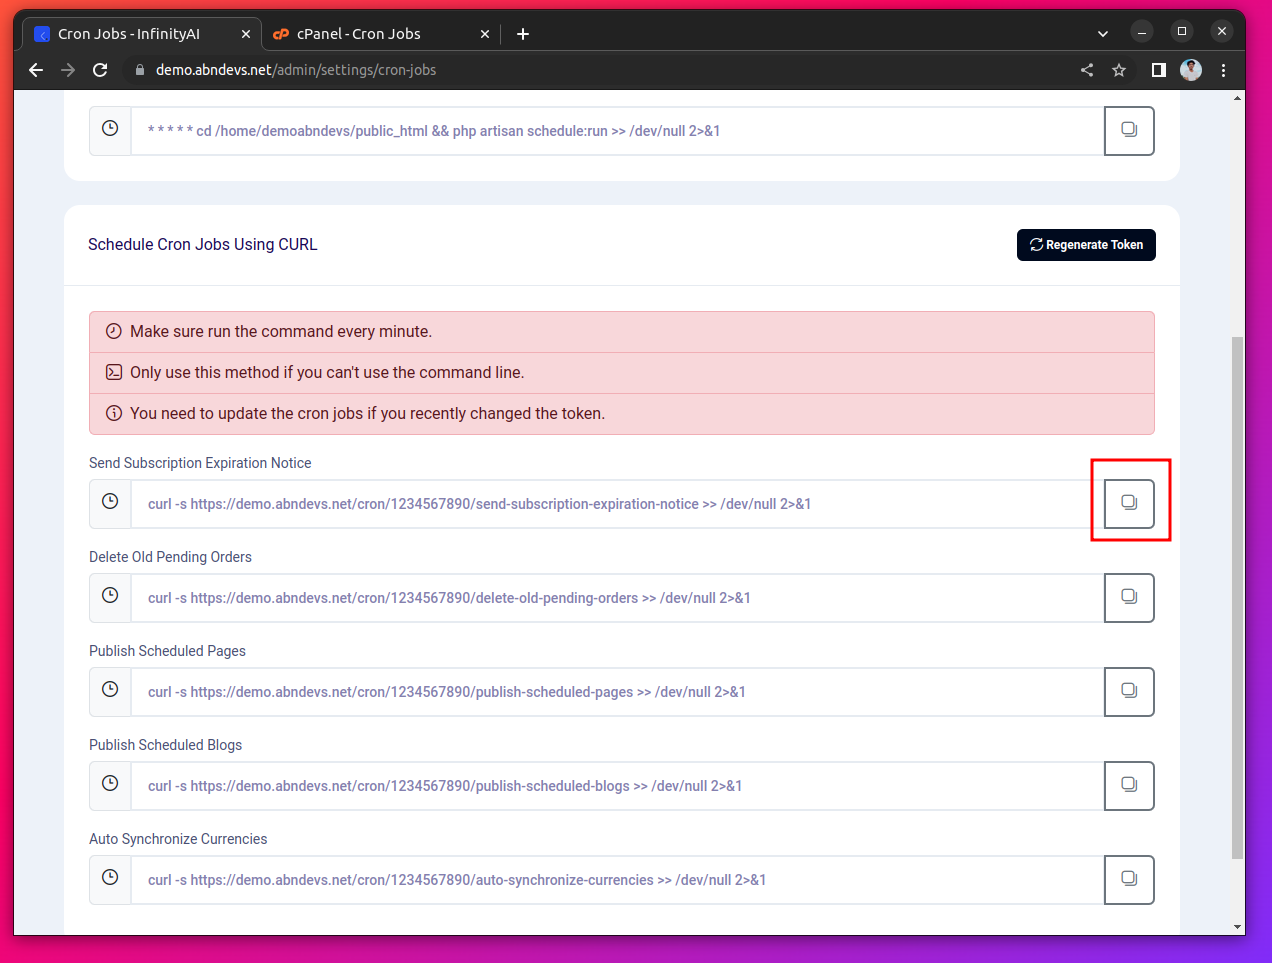 Cron Jobs - InfinityAI
cPanel - Cron Jobs
demo.abndevs.net/admin/settings/cron-jobs
* * * * * cd /home/demoabndevs/public_html && php artisan schedule:run >> /dev/null 2>&1
Schedule Cron Jobs Using CURL
Regenerate Token
Make sure run the command every minute.
Only use this method if you can't use the command line.
You need to update the cron jobs if you recently changed the token.
Send Subscription Expiration Notice
curl -s https://demo.abndevs.net/cron/1234567890/send-subscription-expiration-notice >> /dev/null 2>&1
Delete Old Pending Orders
curl -s https://demo.abndevs.net/cron/1234567890/delete-old-pending-orders >> /dev/null 2>&1
Publish Scheduled Pages
curl -s https://demo.abndevs.net/cron/1234567890/publish-scheduled-pages >> /dev/null 2>&1
Publish Scheduled Blogs
curl -s https://demo.abndevs.net/cron/1234567890/publish-scheduled-blogs >> /dev/null 2>&1
Auto Synchronize Currencies
curl -s https://demo.abndevs.net/cron/1234567890/auto-synchronize-currencies >> /dev/null 2>&1